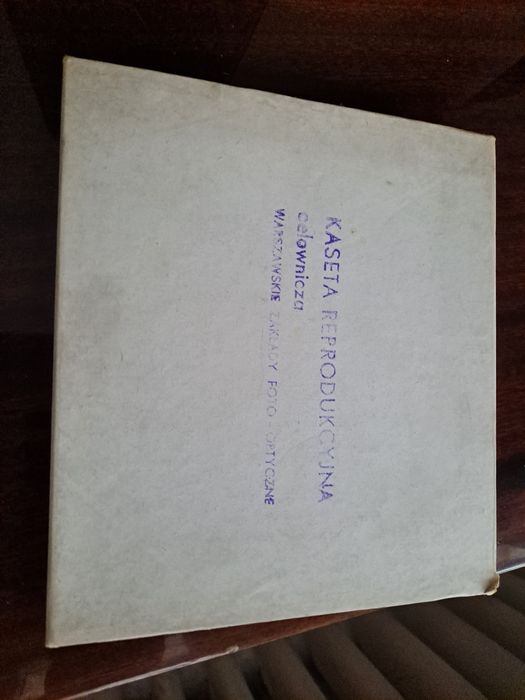 KASETA REPRODUKCYJNA
celownicza
WARSZAWSKIE ZAKŁADY FOTO - OPTYCZNE